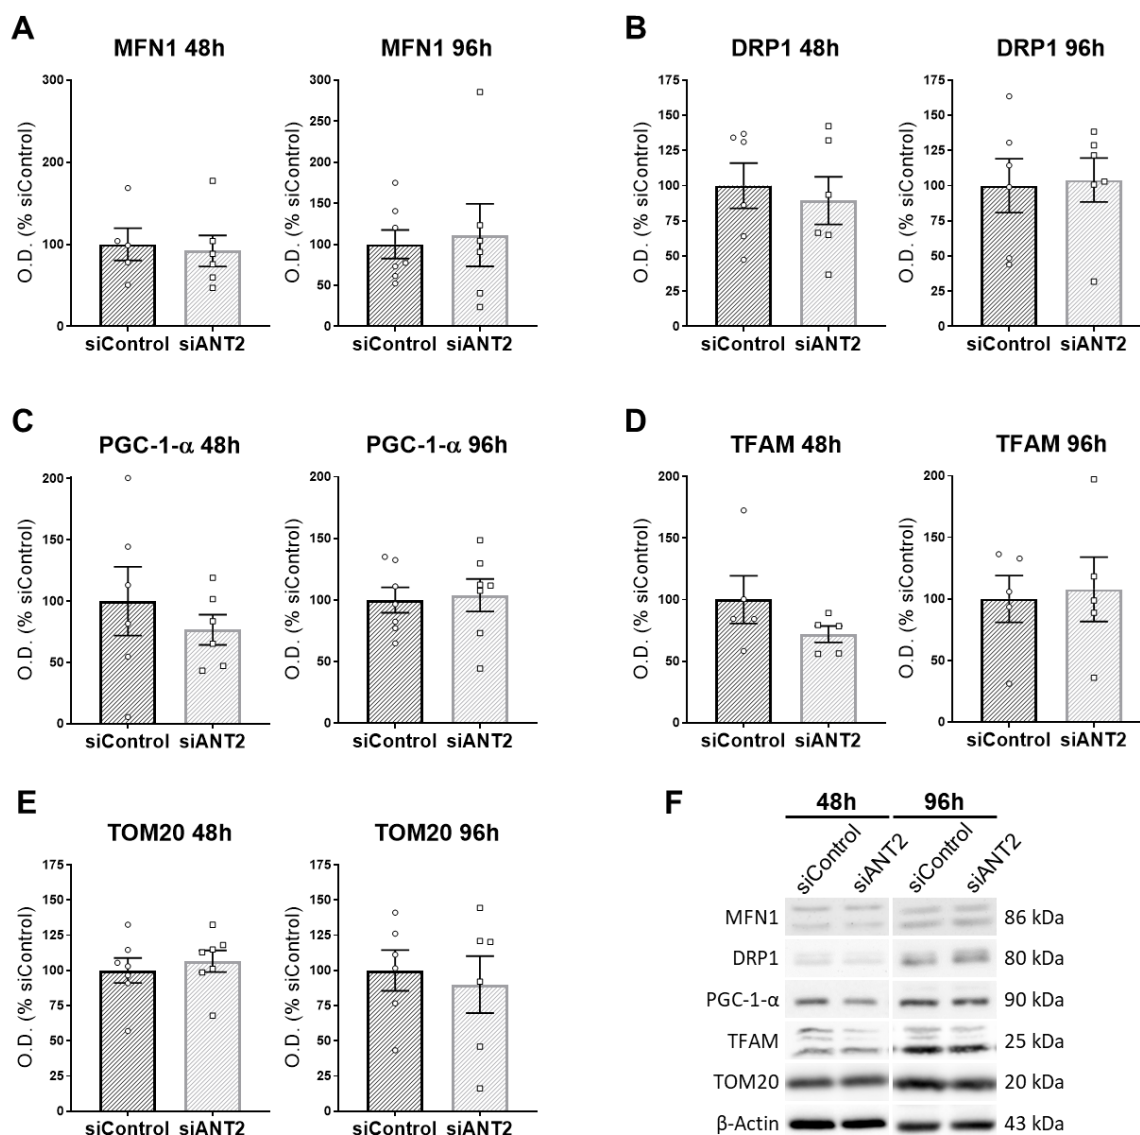 A
MFN1 48h
MFN1 96h
O.D. (% siControl)
300
200
100
0
siControl siANT2
O.D. (% siControl)
300
250
200
150
100
50
0
siControl siANT2
B
DRP1 48h
DRP1 96h
O.D. (% siControl)
175
150
125
100
75
50
25
0
siControl siANT2
O.D. (% siControl)
175
150
125
100
75
50
25
0
siControl siANT2
C
PGC-1-α 48h
PGC-1-α 96h
O.D. (% siControl)
200
150
100
50
0
siControl siANT2
O.D. (% siControl)
200
150
100
50
0
siControl siANT2
D
TFAM 48h
TFAM 96h
O.D. (% siControl)
200
150
100
50
0
siControl siANT2
O.D. (% siControl)
200
150
100
50
0
siControl siANT2
E
TOM20 48h
TOM20 96h
O.D. (% siControl)
175
150
125
100
75
50
25
0
siControl siANT2
O.D. (% siControl)
175
150
125
100
75
50
25
0
siControl siANT2
F
48h 96h
siControl siANT2 siControl siANT2
MFN1 86 kDa
DRP1 80 kDa
PGC-1-α 90 kDa
TFAM 25 kDa
TOM20 20 kDa
β-Actin 43 kDa